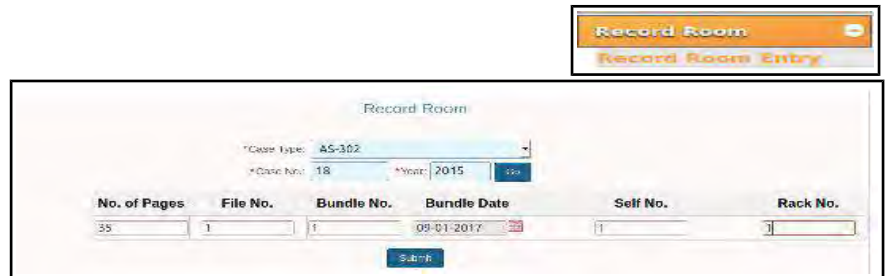 Record Room
Record Room Entry
Record Room
*Case Type: AS-302
*Case No.: 18 *Year: 2015 Go
No. of Pages File No. Bundle No. Bundle Date Self No. Rack No.
35 1 1 09-01-2017 1 1
Submit